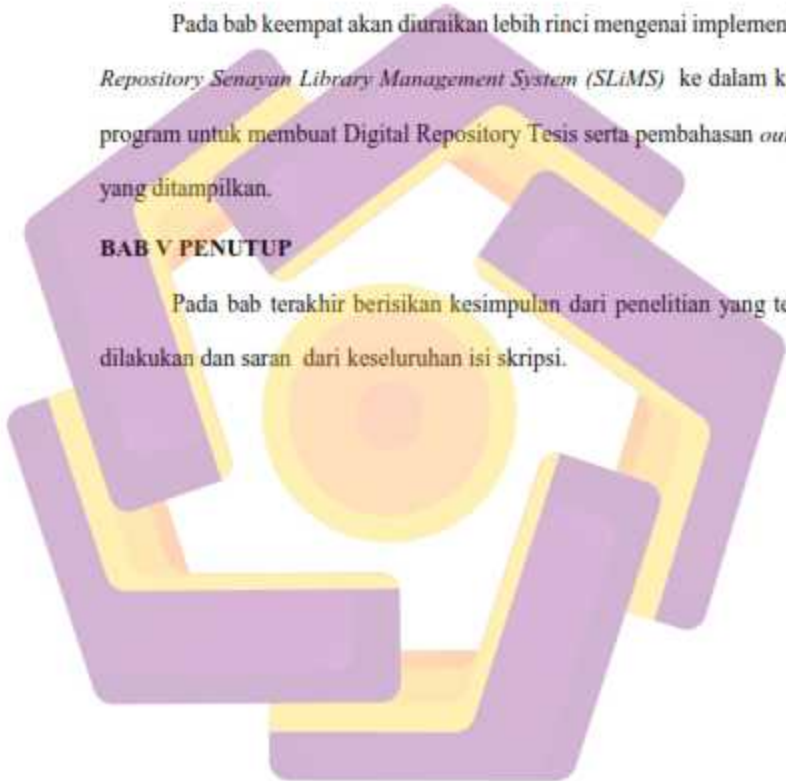 Pada bab keempat akan diuraikan lebih rinci mengenai implemen
Repository Senayan Library Management System (SLiMS) ke dalam k
program untuk membuat Digital Repository Tesis serta pembahasan ou
yang ditampilkan.
BAB V PENUTUP
Pada bab terakhir berisikan kesimpulan dari penelitian yang te
dilakukan dan saran dari keseluruhan isi skripsi.